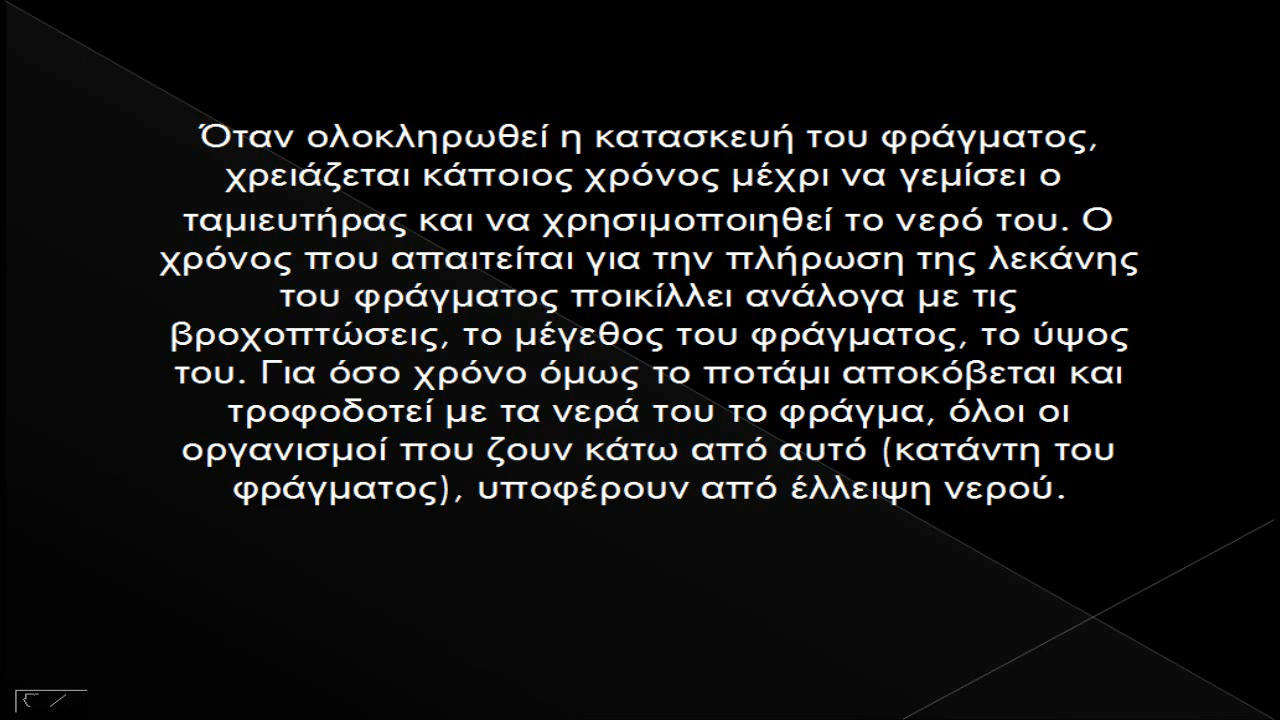 Όταν ολοκληρωθεί η κατασκευή του φράγματος,
χρειάζεται κάποιος χρόνος μέχρι να γεμίσει ο
ταμιευτήρας και να χρησιμοποιηθεί το νερό του. Ο
χρόνος που απαιτείται για την πλήρωση της λεκάνης
του φράγματος ποικίλλει ανάλογα με τις
βροχοπτώσεις, το μέγεθος του φράγματος, το ύψος
του. Για όσο χρόνο όμως το ποτάμι αποκόβεται και
τροφοδοτεί με τα νερά του το φράγμα, όλοι οι
οργανισμοί που ζουν κάτω από αυτό (κατάντη του
φράγματος), υποφέρουν από έλλειψη νερού.